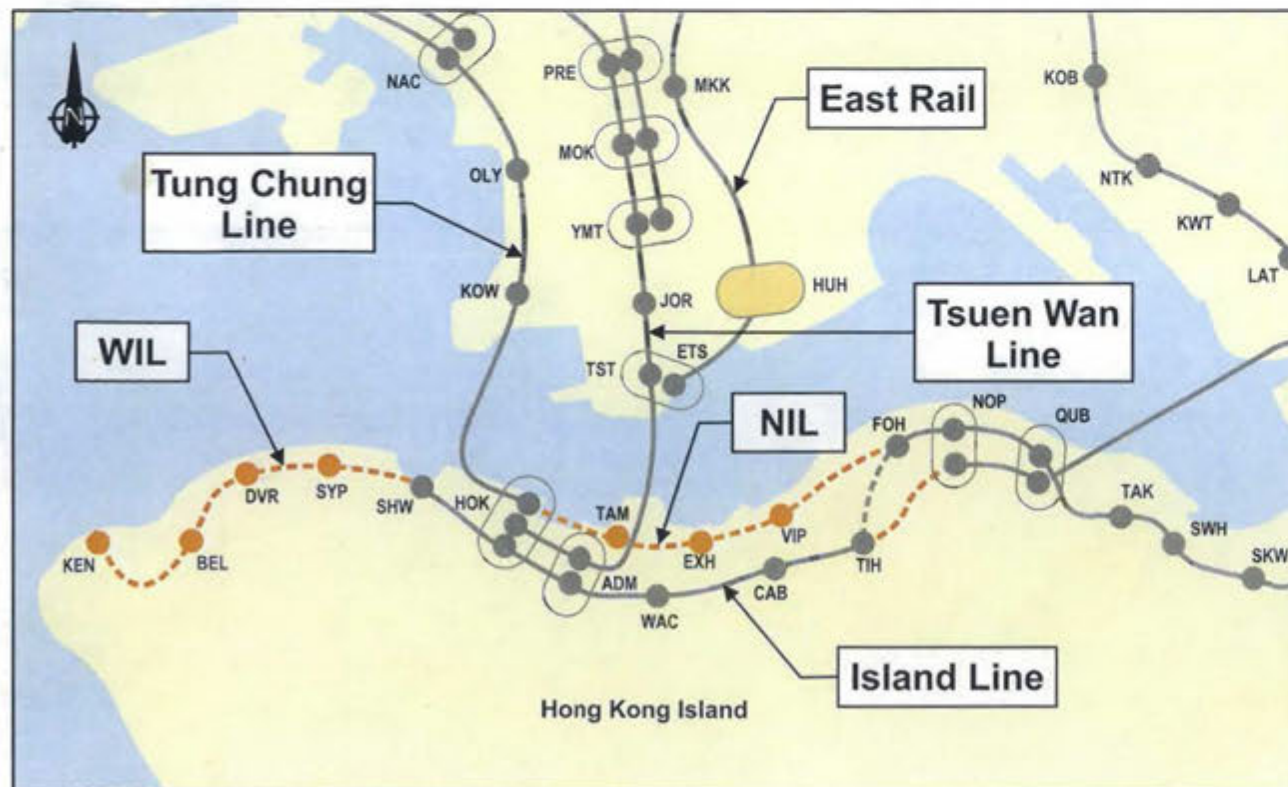 N
NAC
PRE
MKK
East Rail
KOB
Tung Chung
Line
OLY
MOK
NTK
YMT
KWT
KOW
JOR
HUH
LAT
Tsuen Wan
Line
WIL
TST
ETS
NIL
FOH
NOP
QUB
DVR
SYP
SHW
HOK
TAM
VIP
TAK
KEN
BEL
EXH
TIH
SWH
ADM
CAB
SKW
WAC
Island Line
Hong Kong Island